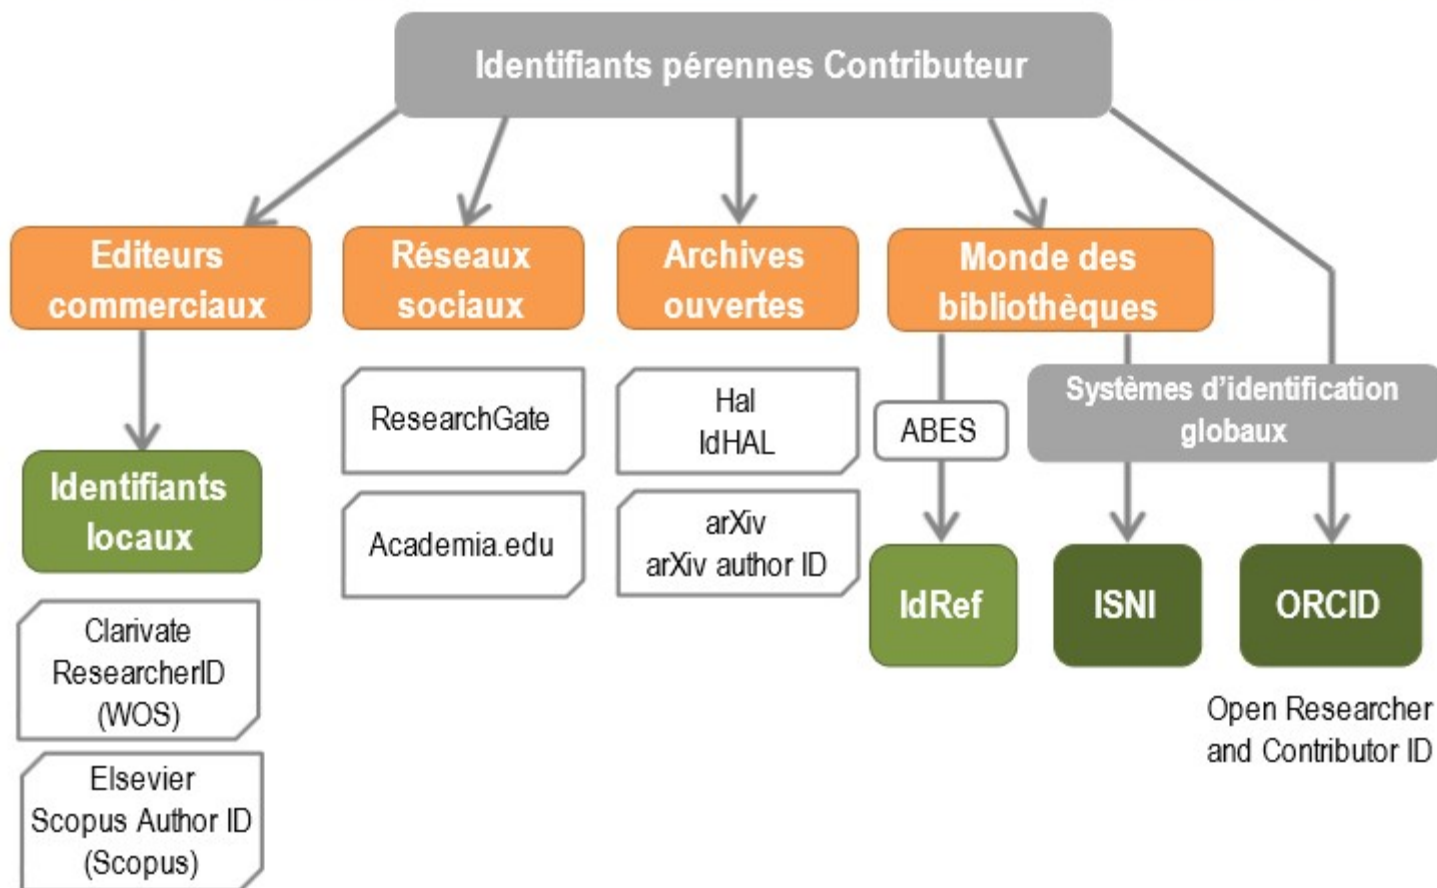 Identifiants pérennes Contributeur
Editeurs
commerciaux
Réseaux
sociaux
Archives
ouvertes
Monde des
bibliothèques
Identifiants
locaux
Clarivate
ResearcherID
(WOS)
Elsevier
Scopus Author ID
(Scopus)
ResearchGate
Academia.edu
Hal
IdHAL
arXiv
arXiv author ID
ABES
Systèmes d’identification
globaux
IdRef
ISNI
ORCID
Open Researcher
and Contributor ID